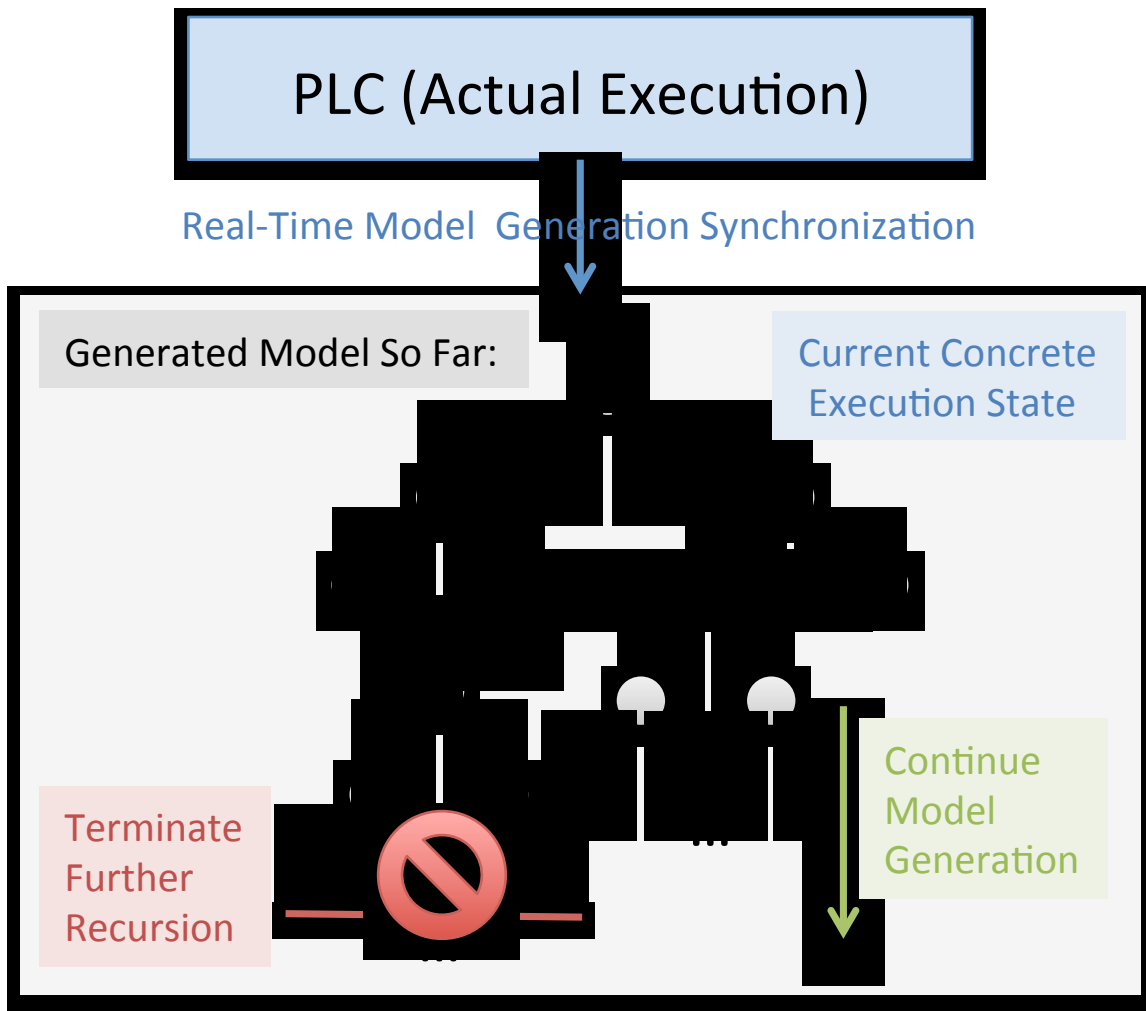 PLC (Actual Execution)
Real-Time Model  Generation Synchronization
Generated Model So Far:
Current Concrete
Execution State
Continue
Model
Generation
...
Terminate
Further
Recursion
...